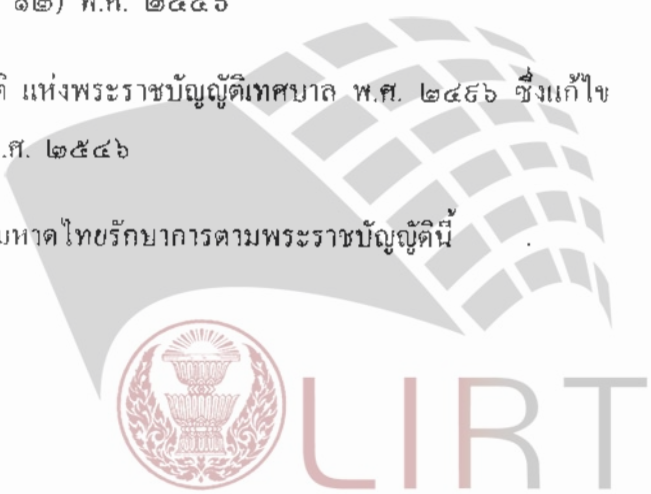 ๑๒) พ.ศ. ๒๕๔๖
แห่งพระราชบัญญัติเทศบาล พ.ศ. ๒๔๙๖ ซึ่งแก้ไข
.ศ. ๒๕๔๖
มหาดไทยรักษาการตามพระราชบัญญัตินี้
LIRT